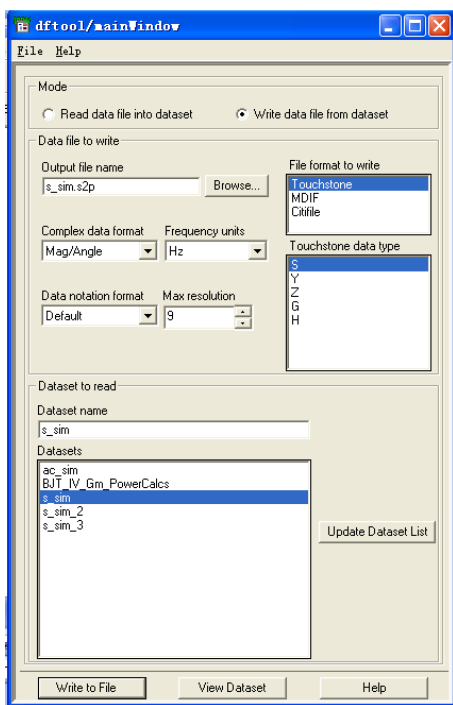 dftool/mainWindow
File Help
Mode
Read data file into dataset Write data file from dataset
Data file to write
Output file name
s_sim.s2p Browse...
File format to write
Touchstone
MDIF
Citifile
Complex data format Frequency units
Mag/Angle Hz
Touchstone data type
S
Y
Z
G
H
Data notation format Max resolution
Default 9
Dataset to read
Dataset name
s_sim
Datasets
ac_sim
BJT_IV_Gm_PowerCalcs
s_sim
s_sim_2
s_sim_3
Update Dataset List
Write to File View Dataset Help